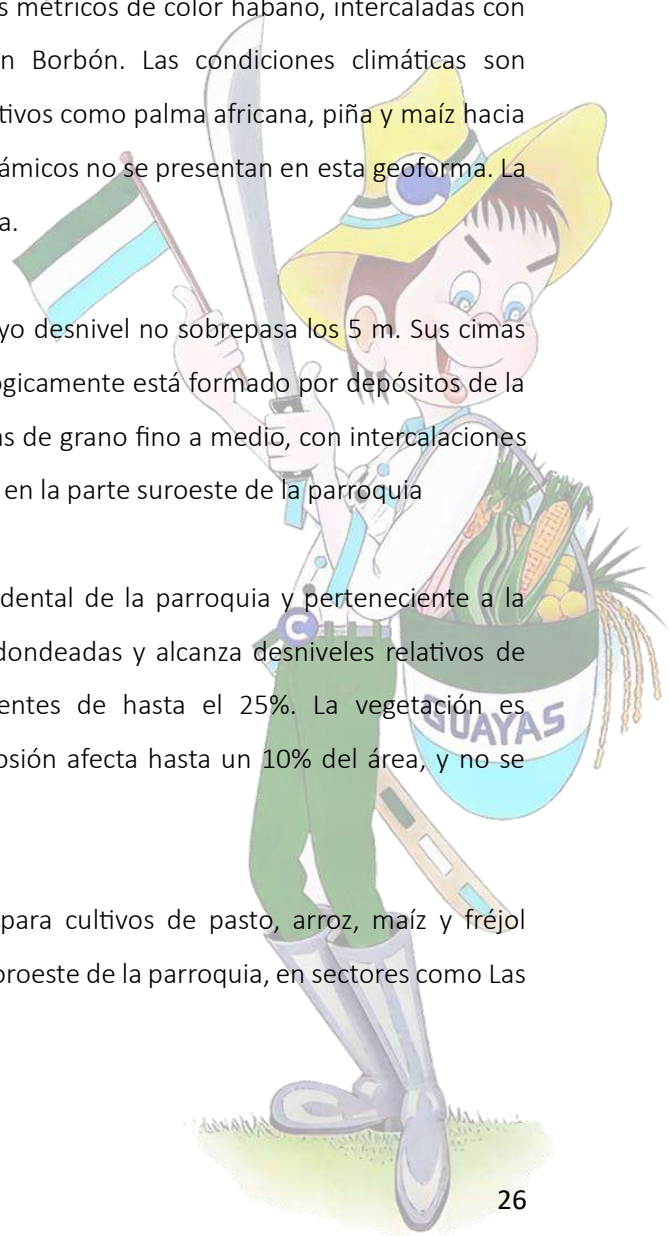 s métricos de color habano, intercaladas con
n Borbón. Las condiciones climáticas son
tivos como palma africana, piña y maíz hacia
ámicos no se presentan en esta geoforma. La
a.
yo desnivel no sobrepasa los 5 m. Sus cimas
ógicamente está formado por depósitos de la
as de grano fino a medio, con intercalaciones
en la parte suroeste de la parroquia
dental de la parroquia y perteneciente a la
dondeadas y alcanza desniveles relativos de
entes de hasta el 25%. La vegetación es
osión afecta hasta un 10% del área, y no se
para cultivos de pasto, arroz, maíz y fréjol
oroeste de la parroquia, en sectores como Las
C
C
GUAYAS
26